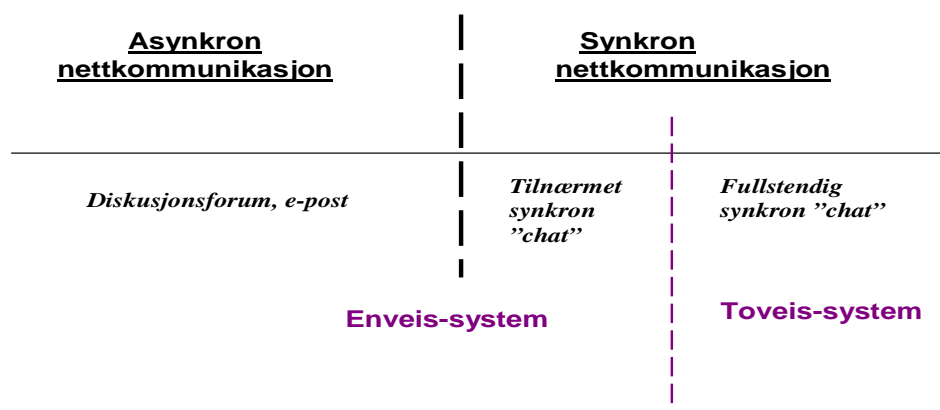 Asynkron
nettkommunikasjon
Synkron
nettkommunikasjon
Diskusjonsforum, e-post
Tilnærmet
synkron
”chat”
Fullstendig
synkron ”chat”
Enveis-system
Toveis-system